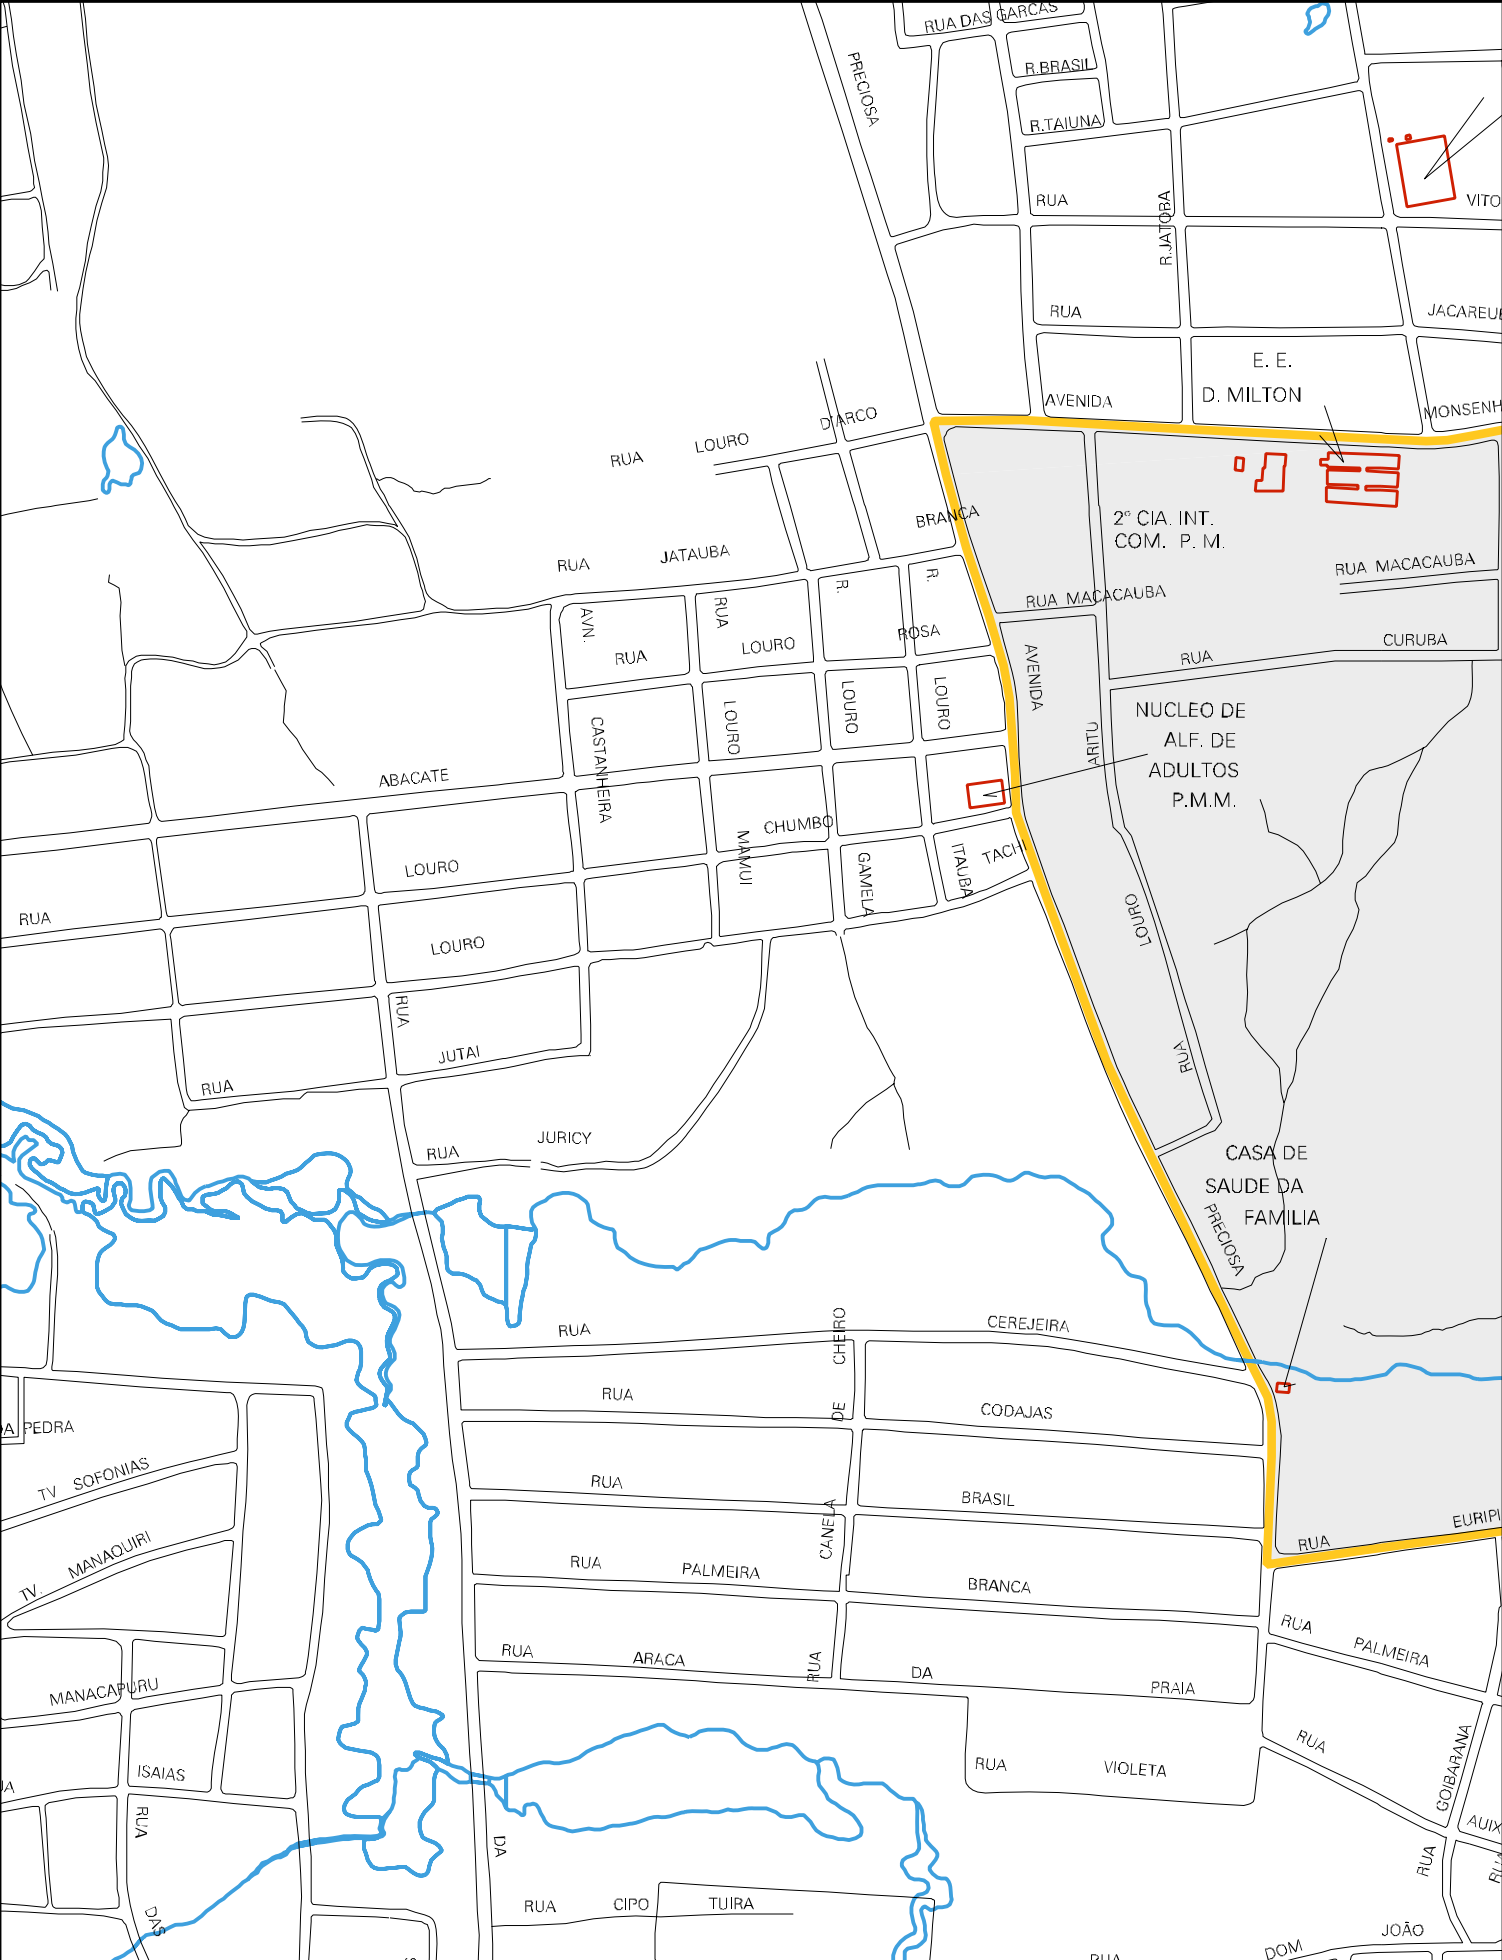 RUA DAS GARCAS
PRECIOSA
R.BRASIL
R.TAIUNA
RUA
VITO
R.JATOBA
RUA
JACAREU
E. E.
D. MILTON
AVENIDA
MONSENH
D'ARCO
LOURO
RUA
BRANCA
2° CIA. INT.
COM. P. M.
RUA JATAUBA
RUA MACACAUBA
RUA MACACAUBA
AVN.
RUA
R.
R.
RUA LOURO ROSA
RUA CURUBA
AVENIDA
LOURO
LOURO
LOURO
CASTANHEIRA
ARITU
NUCLEO DE
ALF. DE
ADULTOS
P.M.M.
ABACATE
CHUMBO
MAMUI
GAMELA
ITAUBA
TACHI
LOURO
RUA
LOURO
LOURO
RUA
JUTAI
RUA
RUA
RUA JURICY
CASA DE
SAUDE DA
FAMILIA
PRECIOSA
RUA CEREJEIRA
CHEIRO
DE
RUA CODAJAS
DA PEDRA
TV SOFONIAS
RUA BRASIL
CANELA
EURIPI
RUA
TV. MANAQUIRI
RUA PALMEIRA BRANCA
RUA PALMEIRA
RUA ARACA DA PRAIA
RUA
MANACAPURU
RUA
GOIBARANA
RUA VIOLETA
ISAIAS
RUA
DA
AUIX
RUA
RUA CIPO TUIRA
DAS
JOÃO
DOM
RUA